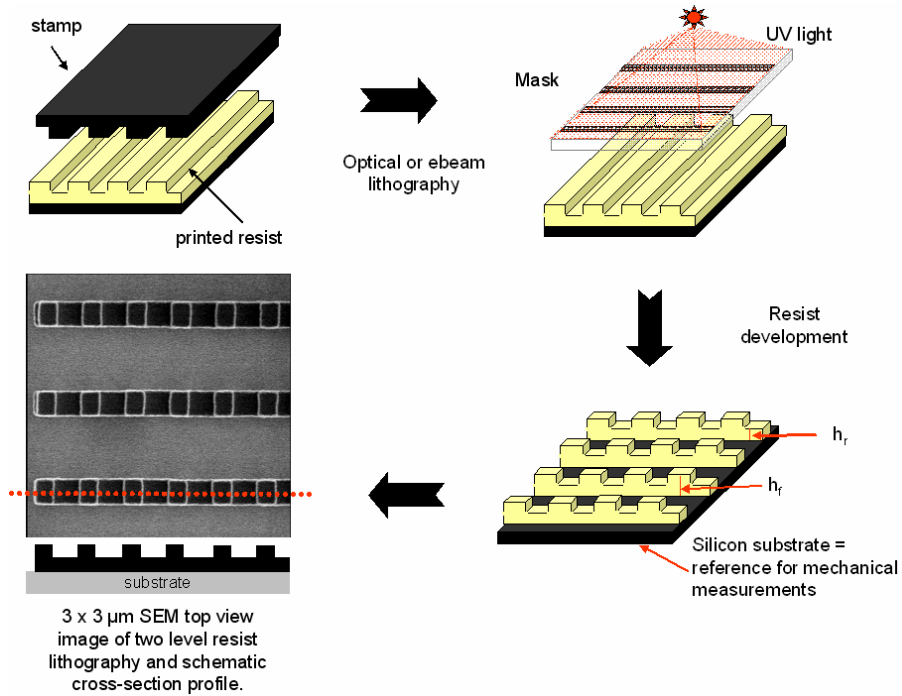 stamp
printed resist
Optical or ebeam
lithography
UV light
Mask
Resist
development
hr
hf
Silicon substrate =
reference for mechanical
measurements
substrate
3 x 3 µm SEM top view
image of two level resist
lithography and schematic
cross-section profile.